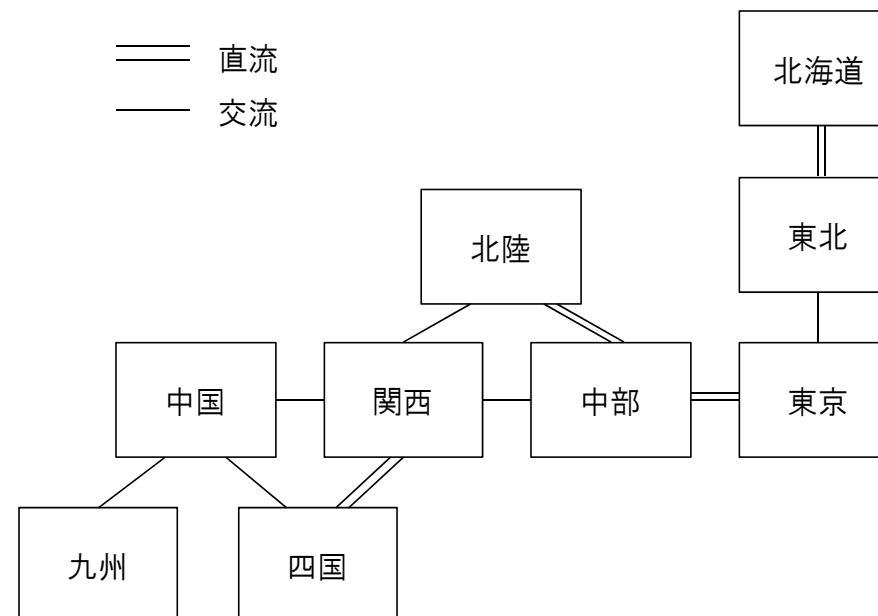 直流
交流
北海道
東北
北陸
中国
関西
中部
東京
九州
四国